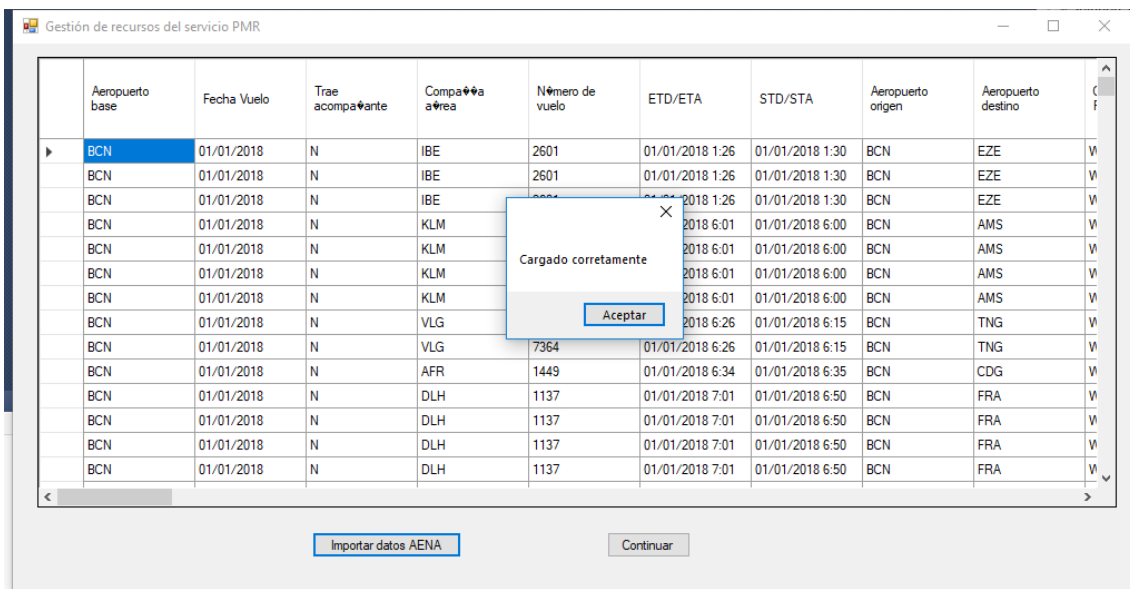 Gestión de recursos del servicio PMR
Aeropuerto base Fecha Vuelo Trae acompa�ante Compa��a a�rea N�mero de vuelo ETD/ETA STD/STA Aeropuerto origen Aeropuerto destino
BCN 01/01/2018 N IBE 2601 01/01/2018 1:26 01/01/2018 1:30 BCN EZE
BCN 01/01/2018 N IBE 2601 01/01/2018 1:26 01/01/2018 1:30 BCN EZE
BCN 01/01/2018 N IBE 2018 1:26 01/01/2018 1:30 BCN EZE
BCN 01/01/2018 N KLM 2018 6:01 01/01/2018 6:00 BCN AMS
BCN 01/01/2018 N KLM 2018 6:01 01/01/2018 6:00 BCN AMS
BCN 01/01/2018 N KLM 2018 6:01 01/01/2018 6:00 BCN AMS
BCN 01/01/2018 N KLM 2018 6:01 01/01/2018 6:00 BCN AMS
BCN 01/01/2018 N VLG 2018 6:26 01/01/2018 6:15 BCN TNG
BCN 01/01/2018 N VLG 7364 01/01/2018 6:26 01/01/2018 6:15 BCN TNG
BCN 01/01/2018 N AFR 1449 01/01/2018 6:34 01/01/2018 6:35 BCN CDG
BCN 01/01/2018 N DLH 1137 01/01/2018 7:01 01/01/2018 6:50 BCN FRA
BCN 01/01/2018 N DLH 1137 01/01/2018 7:01 01/01/2018 6:50 BCN FRA
BCN 01/01/2018 N DLH 1137 01/01/2018 7:01 01/01/2018 6:50 BCN FRA
BCN 01/01/2018 N DLH 1137 01/01/2018 7:01 01/01/2018 6:50 BCN FRA
Cargado corretamente
Aceptar
Importar datos AENA
Continuar